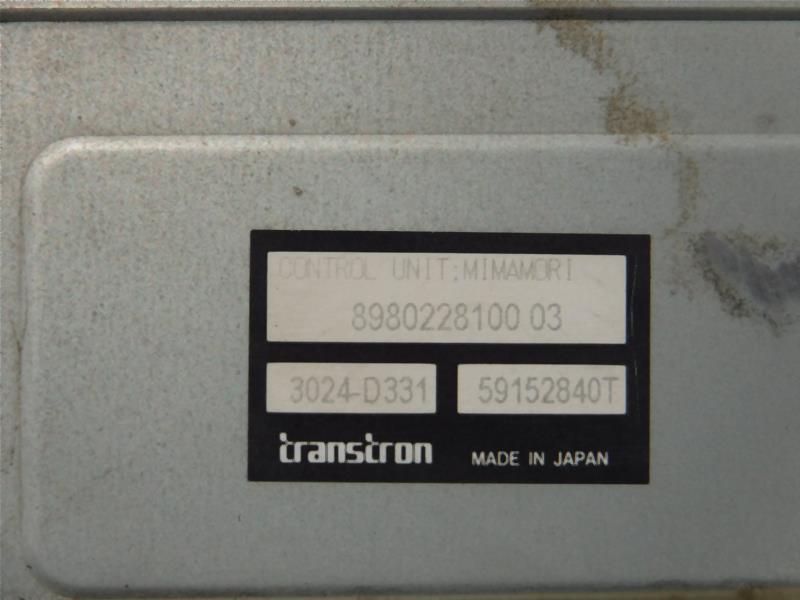 CONTROL UNIT:MIMAMORI
8980228100 03
3024-D331 59152840T
transtron MADE IN JAPAN